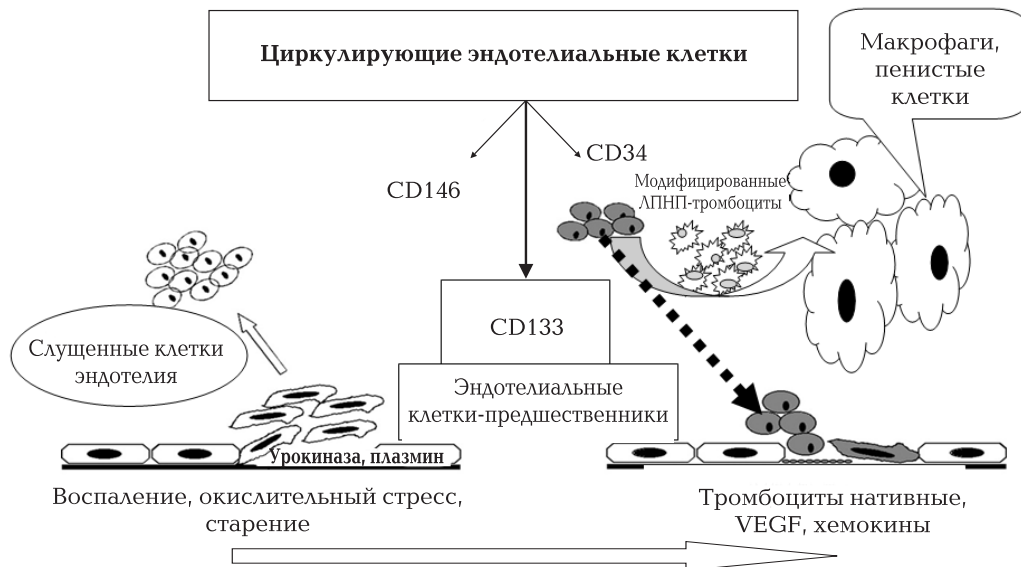 Циркулирующие эндотелиальные клетки
Макрофаги,
пенистые
клетки
CD34
CD146
Модифицированные
ЛПНП-тромбоциты
CD133
Слущенные клетки
эндотелия
Эндотелиальные
клетки-предшественники
Урокиназа, плазмин
Воспаление, окислительный стресс,
старение
Тромбоциты нативные,
VEGF, хемокины